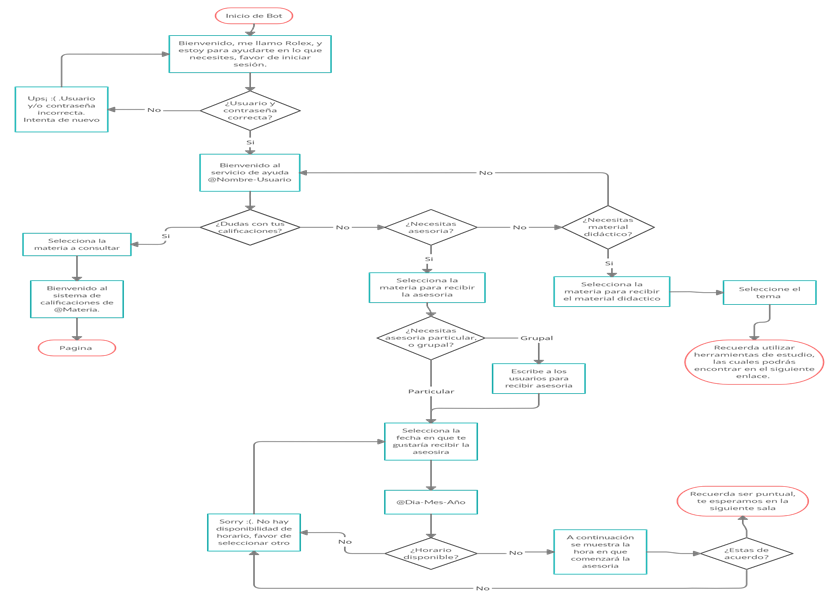 Inicio de Bot
Bienvenido, me llamo Rolex, y
estoy para ayudarte en lo que
necesites, favor de iniciar
sesión.
Ups¡ :( .Usuario
y/o contraseña
incorrecta.
Intenta de nuevo
No
¿Usuario y
contraseña
correcta?
Si
Bienvenido al
servicio de ayuda
@Nombre-Usuario
No
¿Dudas con tus
calificaciones?
Si
No
¿Necesitas
asesoria?
No
¿Necesitas
material
didáctico?
Selecciona la
materia a consultar
Bienvenido al
sistema de
calificaciones de
@Materia.
Pagina
Si
Selecciona la
materia para recibir
la asesoria
Si
Selecciona la
materia para recibir
el material didactico
Seleccione el
tema
Recuerda utilizar
herramientas de estudio,
las cuales podrás
encontrar en el siguiente
enlace.
¿Necesitas
asesoria particular,
o grupal?
Grupal
Escribe a los
usuarios para
recibir asesoria
Particular
Selecciona la
fecha en que te
gustaría recibir la
aseosira
@Dia-Mes-Año
Sorry :(. No hay
disponibilidad de
horario, favor de
seleccionar otro
No
¿Horario
disponible?
No
A continuación
se muestra la
hora en que
comenzará la
asesoria
¿Estas de
acuerdo?
Recuerda ser puntual,
te esperamos en la
siguiente sala
No